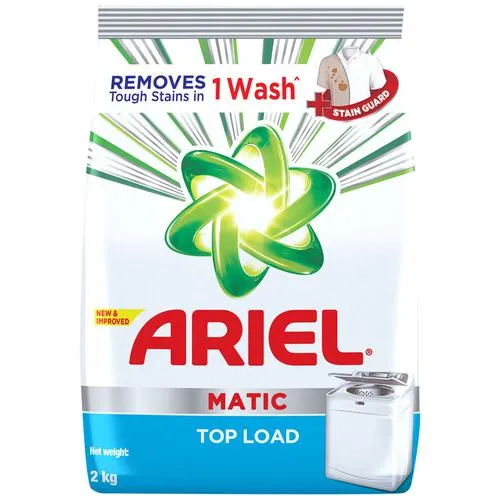 REMOVES
Tough Stains in
1 Wash^
+ STAIN GUARD
NEW &
IMPROVED
ARIEL®
MATIC
TOP LOAD
Net weight:
2 kg